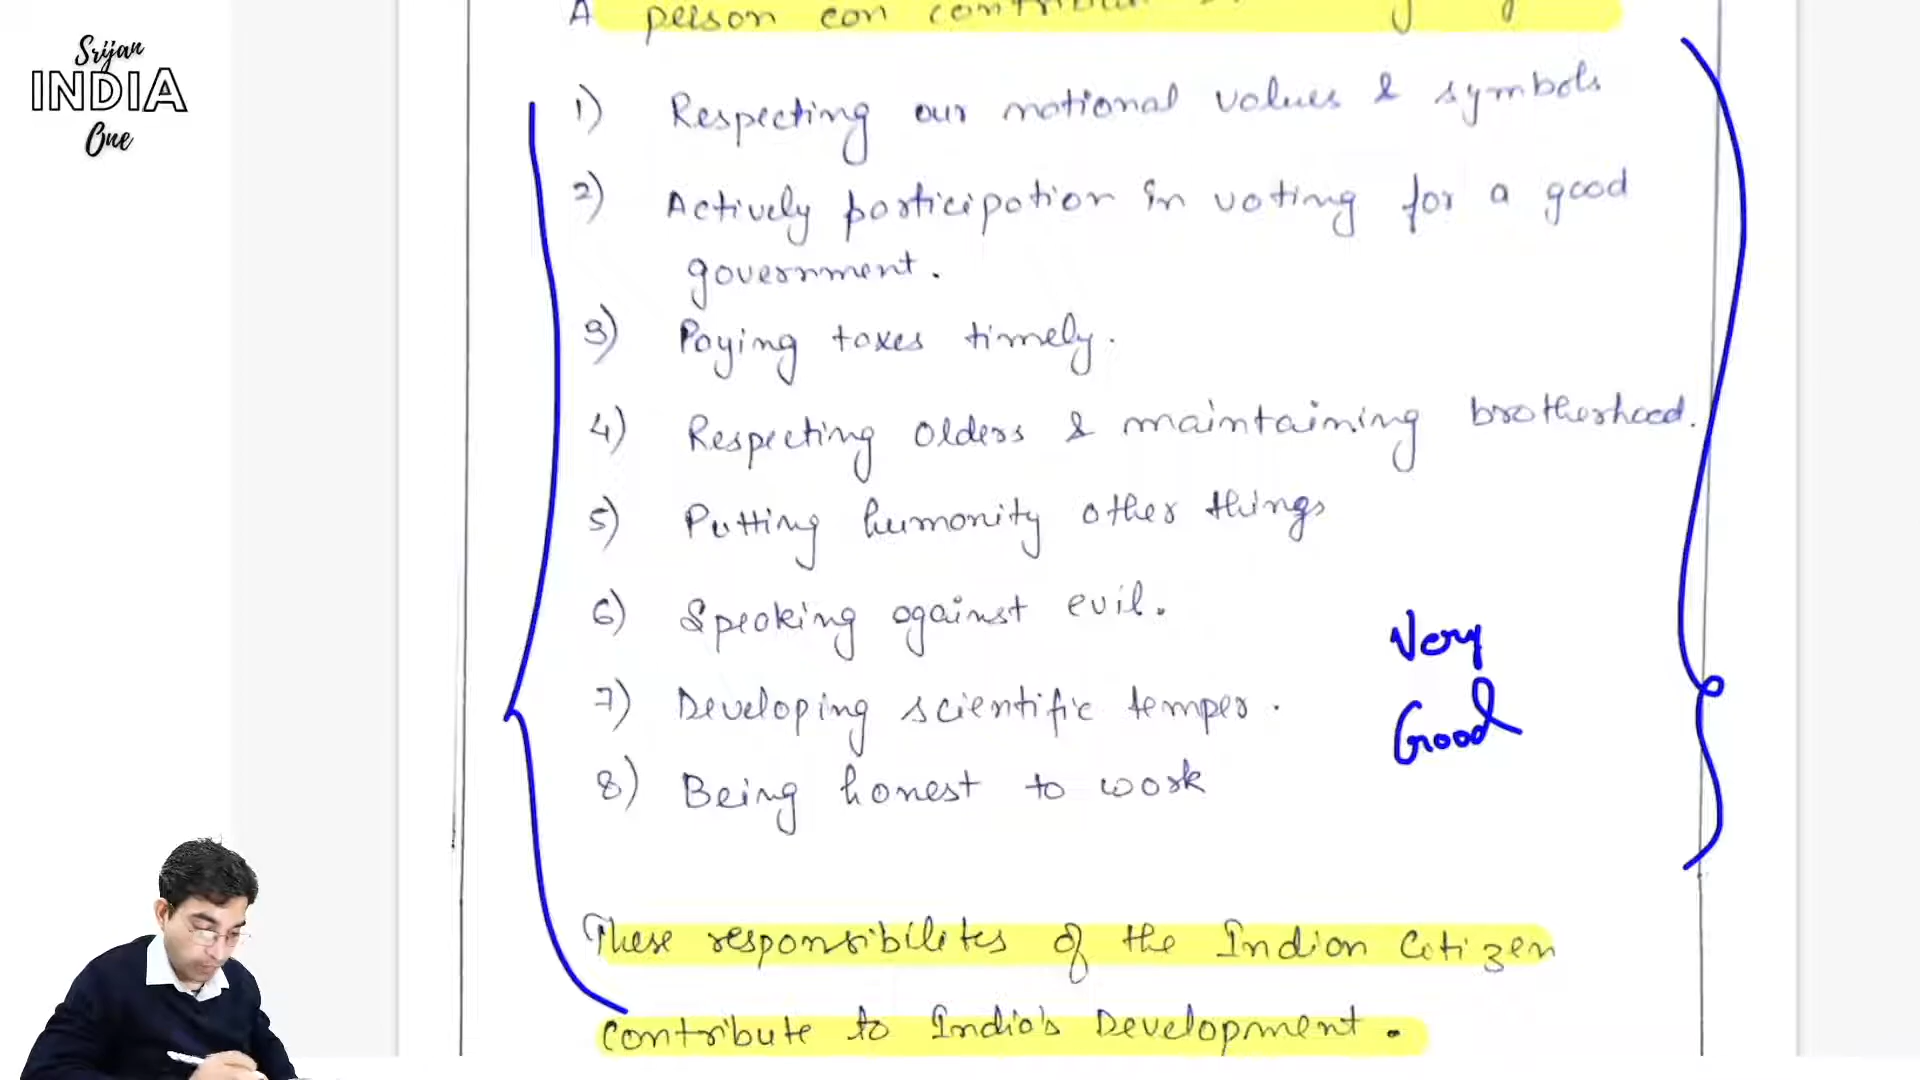 Srijan
INDIA
One
A person can
1) Respecting our national values & symbols
2) Actively participation in voting for a good
government.
3) Paying taxes timely.
4) Respecting olders & maintaining brotherhood.
5) Putting humanity other things
6) Speaking against evil.
7) Developing scientific temper.
8) Being honest to work
Very
Good
These responsibilites of the Indian Citizen
contribute to India's Development.